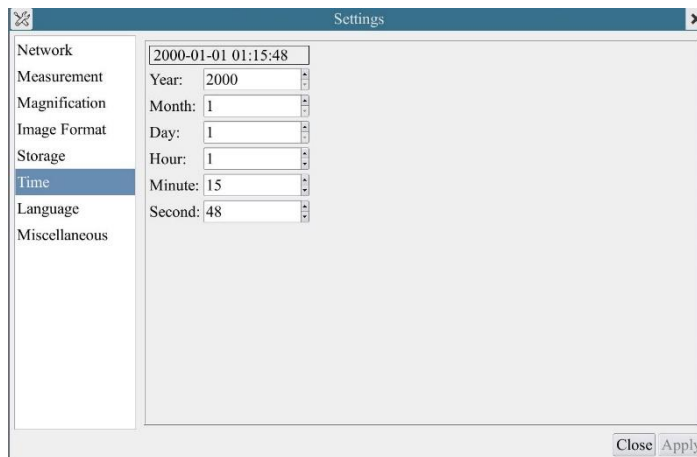 Settings
Network
Measurement
Magnification
Image Format
Storage
Time
Language
Miscellaneous
2000-01-01 01:15:48
Year: 2000
Month: 1
Day: 1
Hour: 1
Minute: 15
Second: 48
Close Apply